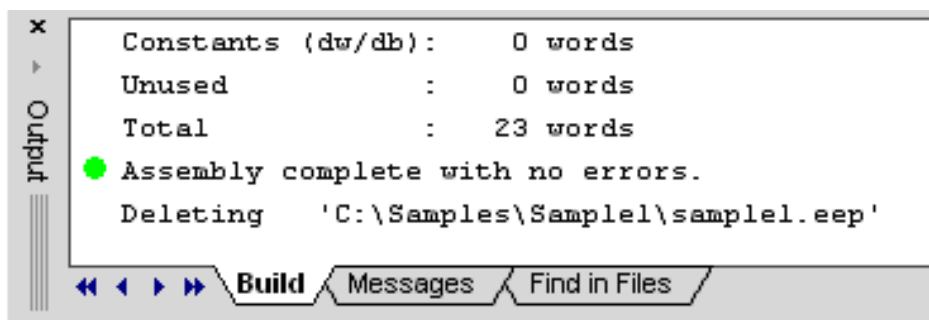 Constants (dw/db):    0 words
Unused           :    0 words
Total            :   23 words
Assembly complete with no errors.
Deleting   'C:\Samples\Sample1\sample1.eep'
Output
Build Messages Find in Files